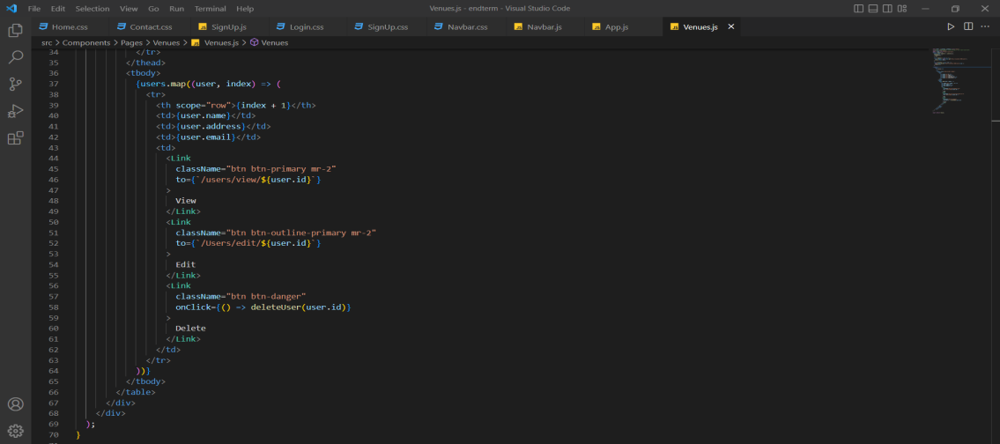 File Edit Selection View Go Run Terminal Help Venues.js - endterm - Visual Studio Code
Home.css Contact.css SignUp.js Login.css SignUp.css Navbar.css Navbar.js App.js Venues.js
src > Components > Pages > Venues > Venues.js > Venues
34 </tr>
35 </thead>
36 <tbody>
37 {users.map((user, index) => (
38 <tr>
39 <th scope="row">{index + 1}</th>
40 <td>{user.name}</td>
41 <td>{user.address}</td>
42 <td>{user.email}</td>
43 <td>
44 <Link
45 className="btn btn-primary mr-2"
46 to={`/users/view/${user.id}`}
47 >
48 View
49 </Link>
50 <Link
51 className="btn btn-outline-primary mr-2"
52 to={`/Users/edit/${user.id}`}
53 >
54 Edit
55 </Link>
56 <Link
57 className="btn btn-danger"
58 onClick={() => deleteUser(user.id)}
59 >
60 Delete
61 </Link>
62 </td>
63 </tr>
64 ))}
65 </tbody>
66 </table>
67 </div>
68 </div>
69 );
70 }